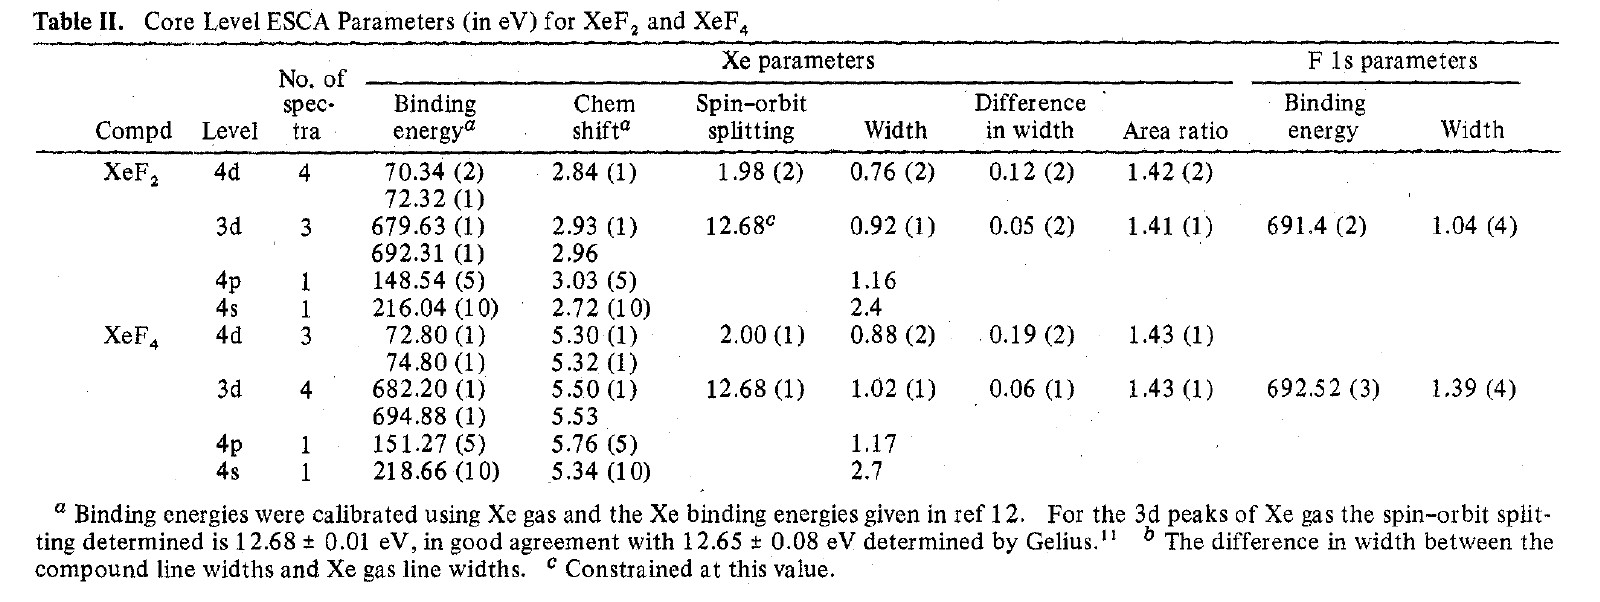 Table II. Core Level ESCA Parameters (in eV) for XeF2 and XeF4
Xe parameters F 1s parameters
No. of
spec- Binding Chem Spin-orbit Difference Binding
Compd Level tra energy^a shift^a splitting Width in width Area ratio energy Width
XeF2 4d 4 70.34 (2) 2.84 (1) 1.98 (2) 0.76 (2) 0.12 (2) 1.42 (2)
72.32 (1)
3d 3 679.63 (1) 2.93 (1) 12.68^c 0.92 (1) 0.05 (2) 1.41 (1) 691.4 (2) 1.04 (4)
692.31 (1) 2.96
4p 1 148.54 (5) 3.03 (5) 1.16
4s 1 216.04 (10) 2.72 (10) 2.4
XeF4 4d 3 72.80 (1) 5.30 (1) 2.00 (1) 0.88 (2) 0.19 (2) 1.43 (1)
74.80 (1) 5.32 (1)
3d 4 682.20 (1) 5.50 (1) 12.68 (1) 1.02 (1) 0.06 (1) 1.43 (1) 692.52 (3) 1.39 (4)
694.88 (1) 5.53
4p 1 151.27 (5) 5.76 (5) 1.17
4s 1 218.66 (10) 5.34 (10) 2.7
^a Binding energies were calibrated using Xe gas and the Xe binding energies given in ref 12. For the 3d peaks of Xe gas the spin-orbit split-
ting determined is 12.68 ± 0.01 eV, in good agreement with 12.65 ± 0.08 eV determined by Gelius.^11 ^b The difference in width between the
compound line widths and Xe gas line widths. ^c Constrained at this value.